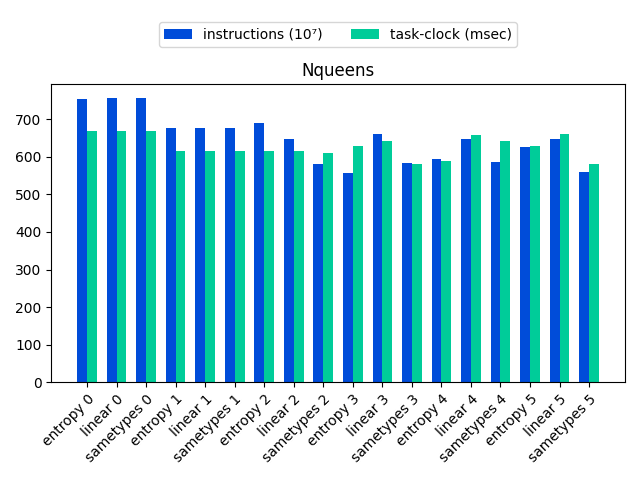 instructions (10⁷)
task-clock (msec)
Nqueens
700
600
500
400
300
200
100
0
entropy 0
linear 0
sametypes 0
entropy 1
linear 1
sametypes 1
entropy 2
linear 2
sametypes 2
entropy 3
linear 3
sametypes 3
entropy 4
linear 4
sametypes 4
entropy 5
linear 5
sametypes 5